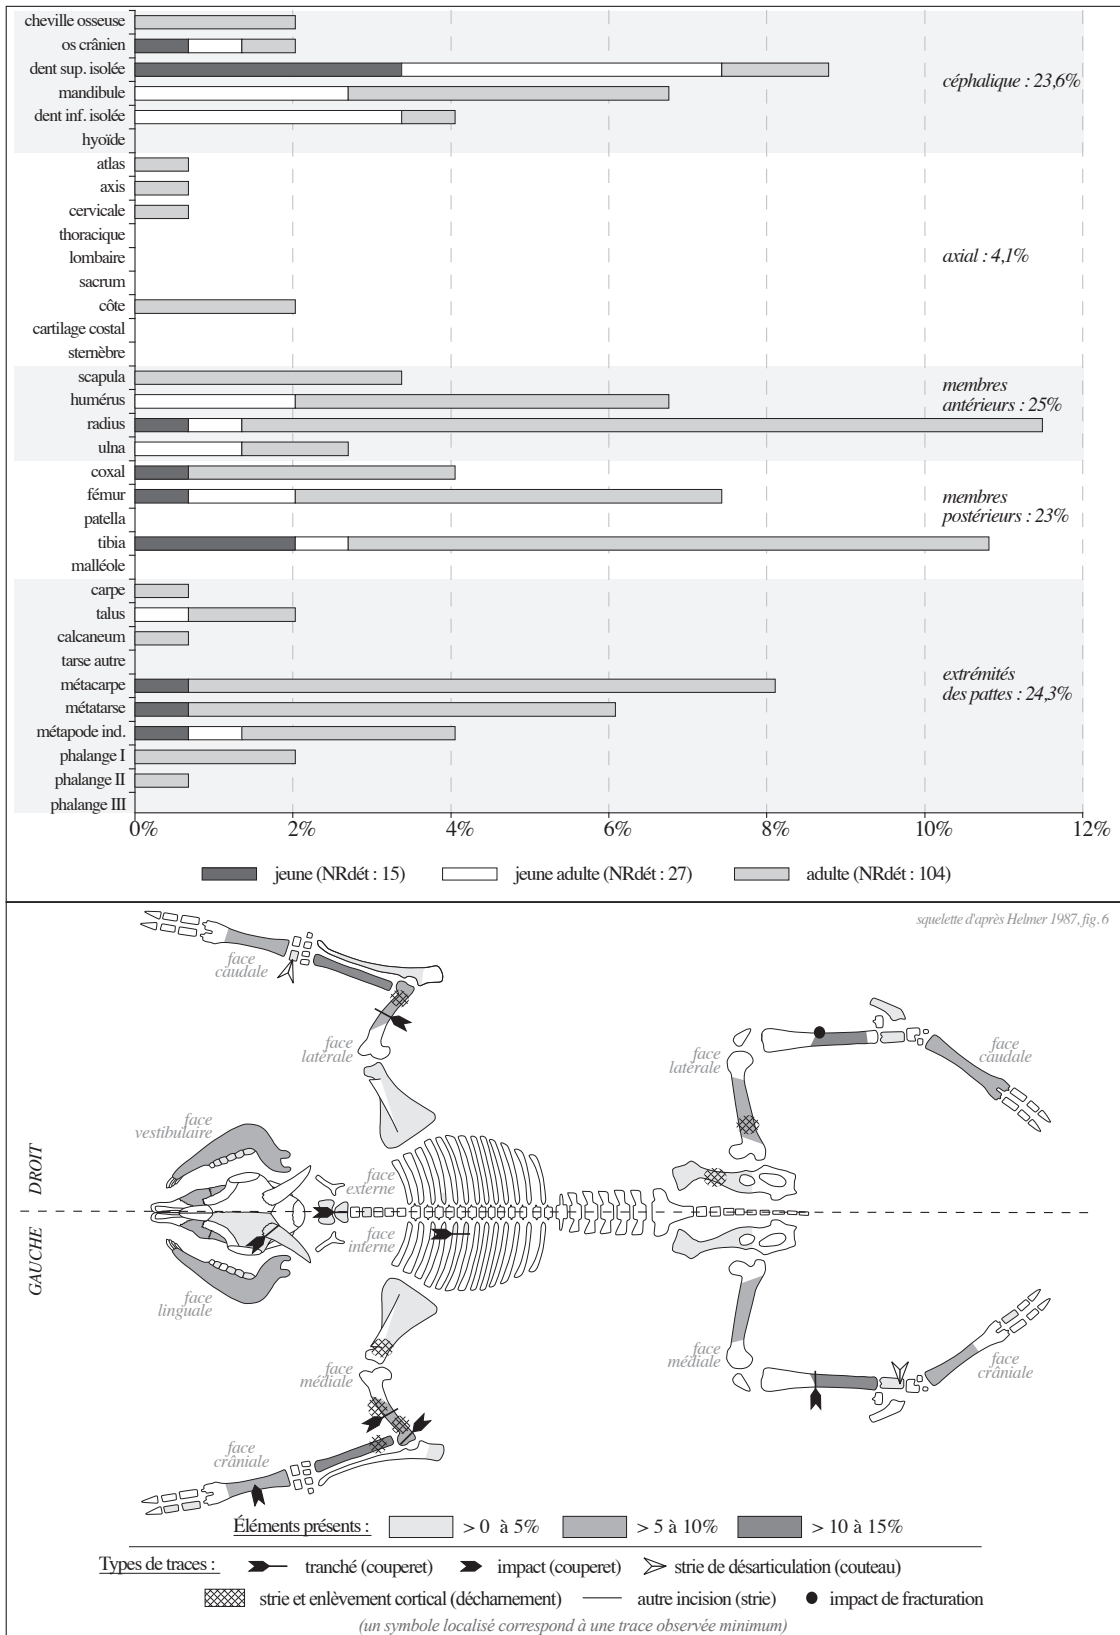 cheville osseuse
os crânien
dent sup. isolée
mandibule
dent inf. isolée
hyoïde
céphalique : 23,6%
atlas
axis
cervicale
thoracique
lombaire
sacrum
côte
cartilage costal
sternèbre
axial : 4,1%
scapula
humérus
radius
ulna
membres
antérieurs : 25%
coxal
fémur
patella
tibia
malléole
membres
postérieurs : 23%
carpe
talus
calcaneum
tarse autre
métacarpe
métatarse
métapode ind.
phalange I
phalange II
phalange III
extrémités
des pattes : 24,3%
0% 2% 4% 6% 8% 10% 12%
jeune (NRdét : 15) jeune adulte (NRdét : 27) adulte (NRdét : 104)
squelette d'après Helmer 1987, fig. 6
face
caudale
face
latérale
face
latérale
face
caudale
face
vestibulaire
DROIT
face
externe
GAUCHE
face
interne
face
linguale
face
médiale
face
médiale
face
crâniale
face
crâniale
Éléments présents : > 0 à 5% > 5 à 10% > 10 à 15%
Types de traces : tranché (couperet) impact (couperet) strie de désarticulation (couteau)
strie et enlèvement cortical (décharnement) autre incision (strie) impact de fracturation
(un symbole localisé correspond à une trace observée minimum)